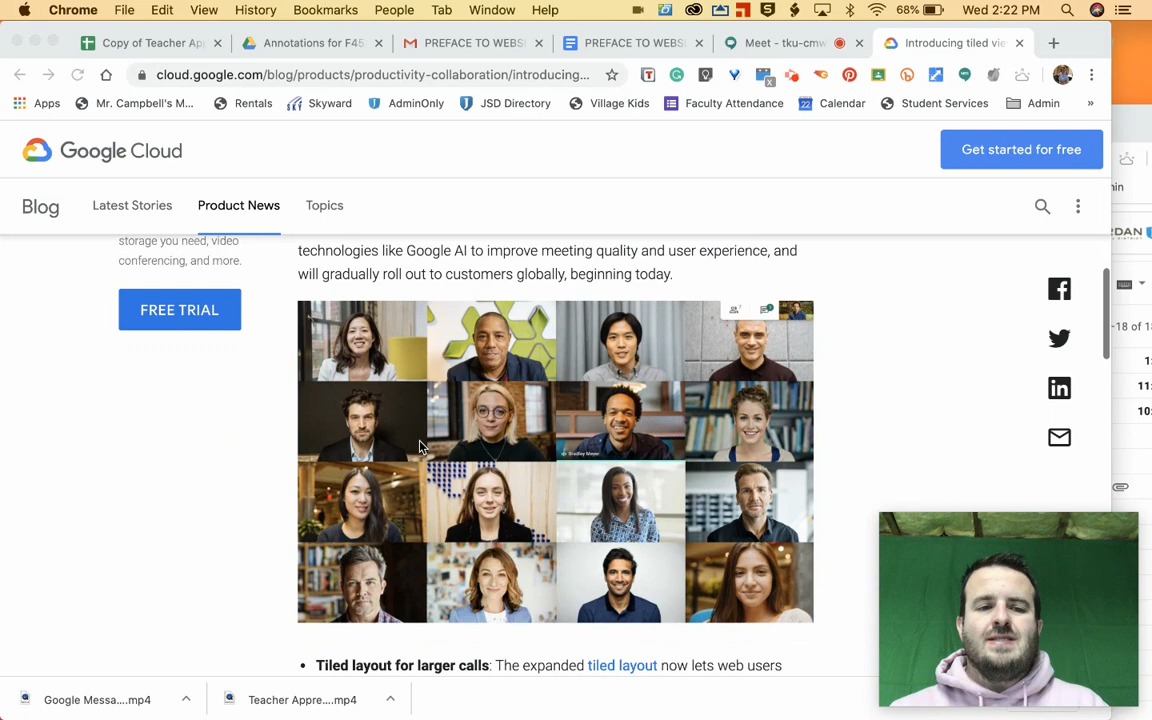 Chrome File Edit View History Bookmarks People Tab Window Help 68% Wed 2:22 PM
Copy of Teacher Ap Annotations for F45 PREFACE TO WEBS PREFACE TO WEBS Meet - tku-cmw Introducing tiled vie
cloud.google.com/blog/products/productivity-collaboration/introducing...
Apps Mr. Campbell's M... Rentals Skyward AdminOnly JSD Directory Village Kids Faculty Attendance 22 Calendar Student Services Admin »
Google Cloud
Get started for free
Blog Latest Stories Product News Topics
storage you need, video
conferencing, and more.
FREE TRIAL
technologies like Google AI to improve meeting quality and user experience, and
will gradually roll out to customers globally, beginning today.
Bradley Meyer
• Tiled layout for larger calls: The expanded tiled layout now lets web users
Google Messa....mp4
Teacher Appre....mp4